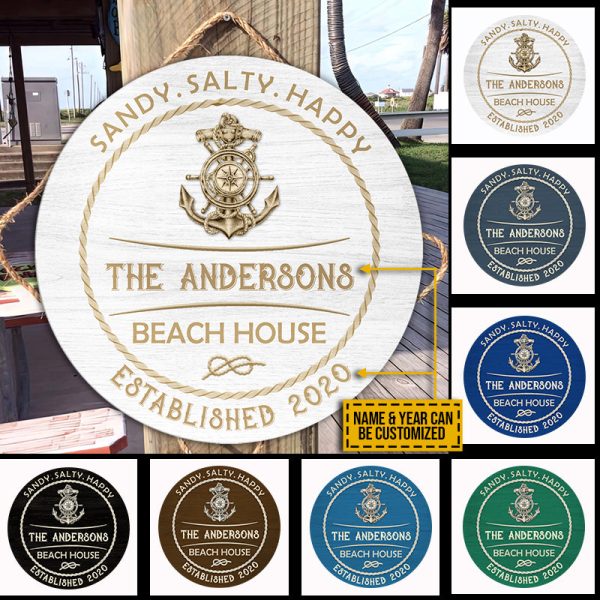 SANDY. SALTY. HAPPY
THE ANDERSONS
BEACH HOUSE
ESTABLISHED 2020
NAME & YEAR CAN
BE CUSTOMIZED
SANDY. SALTY. HAPPY
THE ANDERSONS
BEACH HOUSE
ESTABLISHED 2020
SANDY. SALTY. HAPPY
THE ANDERSONS
BEACH HOUSE
ESTABLISHED 2020
SANDY. SALTY. HAPPY
THE ANDERSONS
BEACH HOUSE
ESTABLISHED 2020
SANDY. SALTY. HAPPY
THE ANDERSONS
BEACH HOUSE
ESTABLISHED 2020
SANDY. SALTY. HAPPY
THE ANDERSONS
BEACH HOUSE
ESTABLISHED 2020
SANDY. SALTY. HAPPY
THE ANDERSONS
BEACH HOUSE
ESTABLISHED 2020
SANDY. SALTY. HAPPY
THE ANDERSONS
BEACH HOUSE
ESTABLISHED 2020